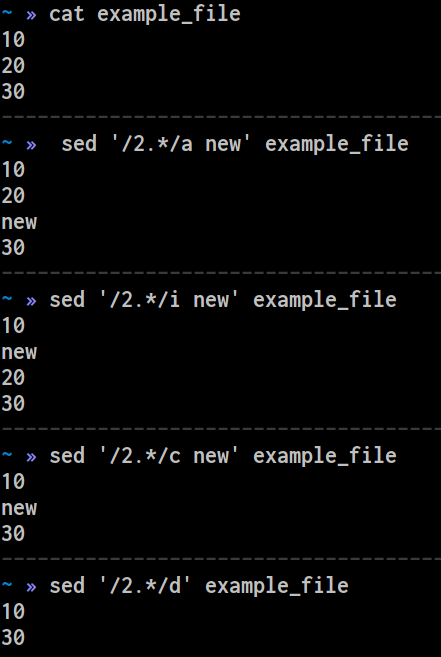 ~ » cat example_file
10
20
30
~ »  sed '/2.*/a new' example_file
10
20
new
30
~ » sed '/2.*/i new' example_file
10
new
20
30
~ » sed '/2.*/c new' example_file
10
new
30
~ » sed '/2.*/d' example_file
10
30